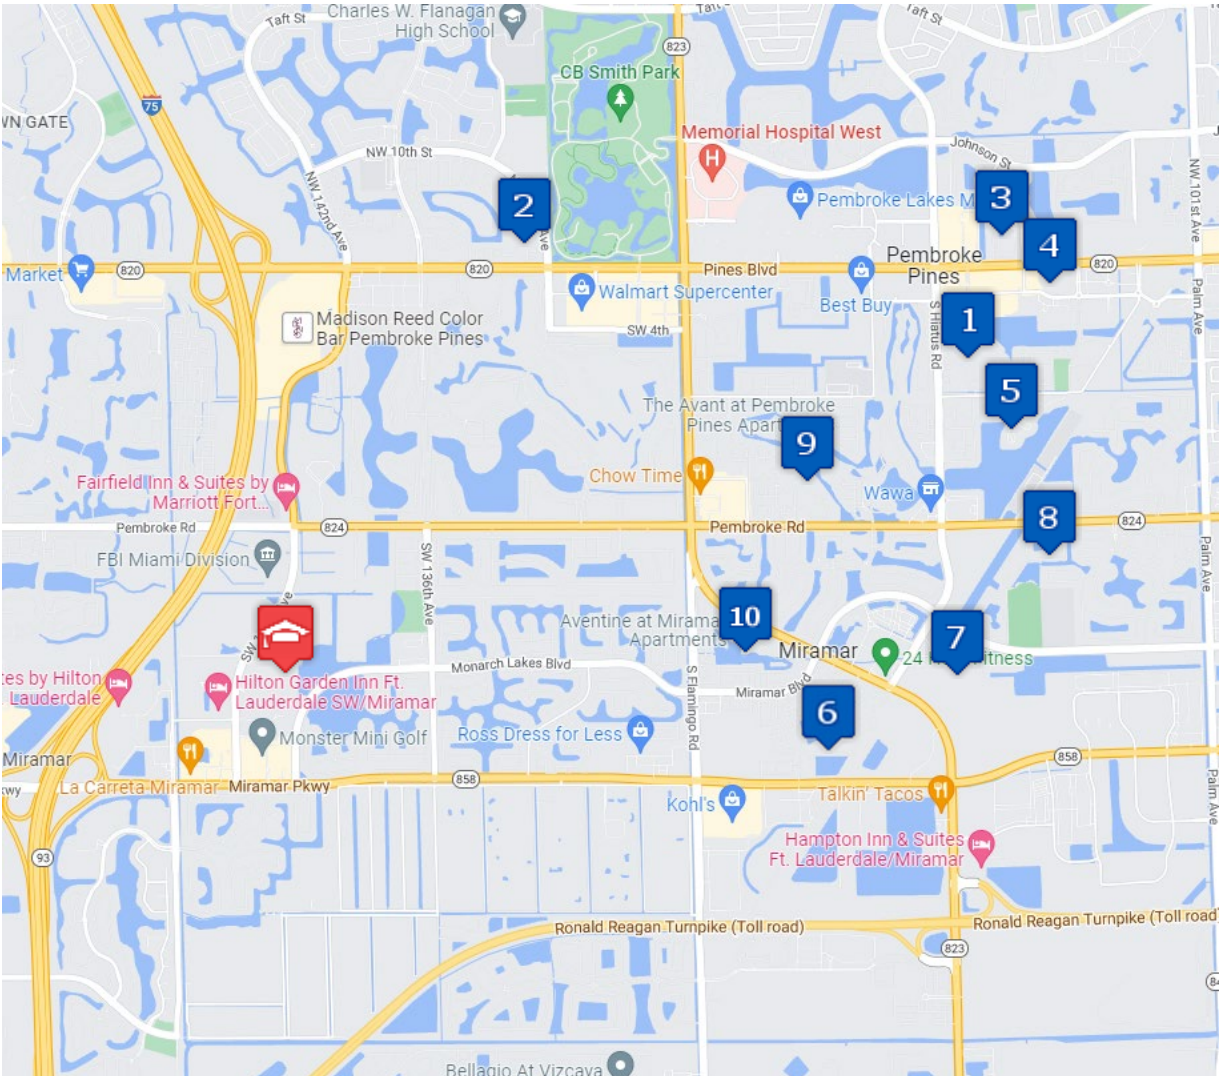 Charles W. Flanagan
High School
Taft St
Taft St
823
75
CB Smith Park
WN GATE
Memorial Hospital West
Johnson St
NW 10th St
NW 142nd Ave
NW 101st Ave
2
Ave
3
Pembroke Lakes M
4
Pembroke
Pines
Market
820
820
Pines Blvd
820
Walmart Supercenter
Best Buy
Palm Ave
Madison Reed Color
Bar Pembroke Pines
SW 4th
S Hiatus Rd
1
5
The Avant at Pembroke
Pines Apart
9
Chow Time
Fairfield Inn & Suites by
Marriott Fort...
Wawa
8
Pembroke Rd
824
Pembroke Rd
824
FBI Miami Division
SW 136th Ave
Palm Ave
SW 1
Aventine at Mirama
Apartments
10
Miramar
7
24
itness
Monarch Lakes Blvd
tes by Hilton
Lauderdale
Hilton Garden Inn Ft.
Lauderdale SW/Miramar
S Flamingo Rd
Miramar Blvd
6
Monster Mini Golf
Ross Dress for Less
Miramar
858
La Carreta Miramar
Miramar Pkwy
858
kwy
Kohl's
Talkin' Tacos
Palm Ave
Hampton Inn & Suites
Ft. Lauderdale/Miramar
93
Ronald Reagan Turnpike (Toll road)
Ronald Reagan Turnpike (Toll road)
823
Bellagio At Vizcaya